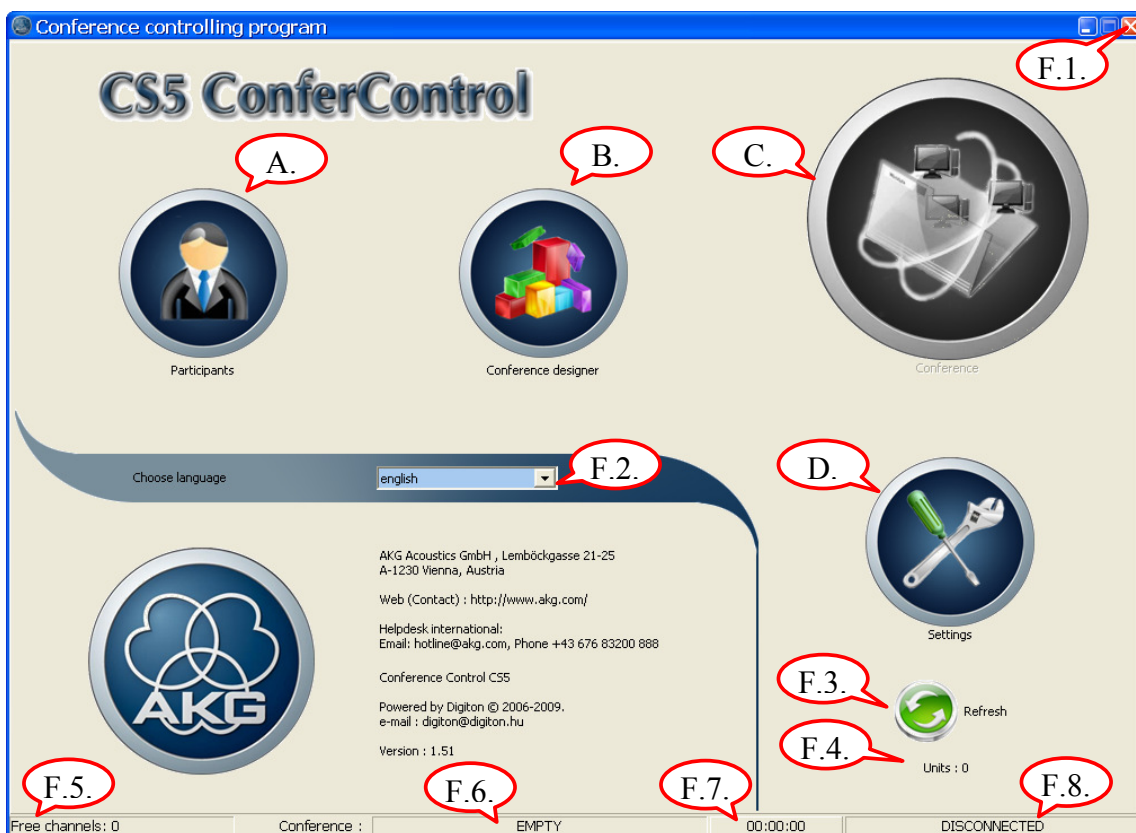 Conference controlling program
F.1.
CS5 ConferControl
A.
B.
C.
Participants
Conference designer
Conference
Choose language
english
F.2.
D.
AKG Acoustics GmbH , Lemböckgasse 21-25
A-1230 Vienna, Austria
Web (Contact) : http://www.akg.com/
Helpdesk international:
Email: hotline@akg.com, Phone +43 676 83200 888
Conference Control CS5
Powered by Digiton © 2006-2009.
e-mail : digiton@digiton.hu
Version : 1.51
AKG
Settings
F.3.
Refresh
F.4.
Units : 0
F.5.
F.6.
F.7.
F.8.
Free channels: 0
Conference :
EMPTY
00:00:00
DISCONNECTED